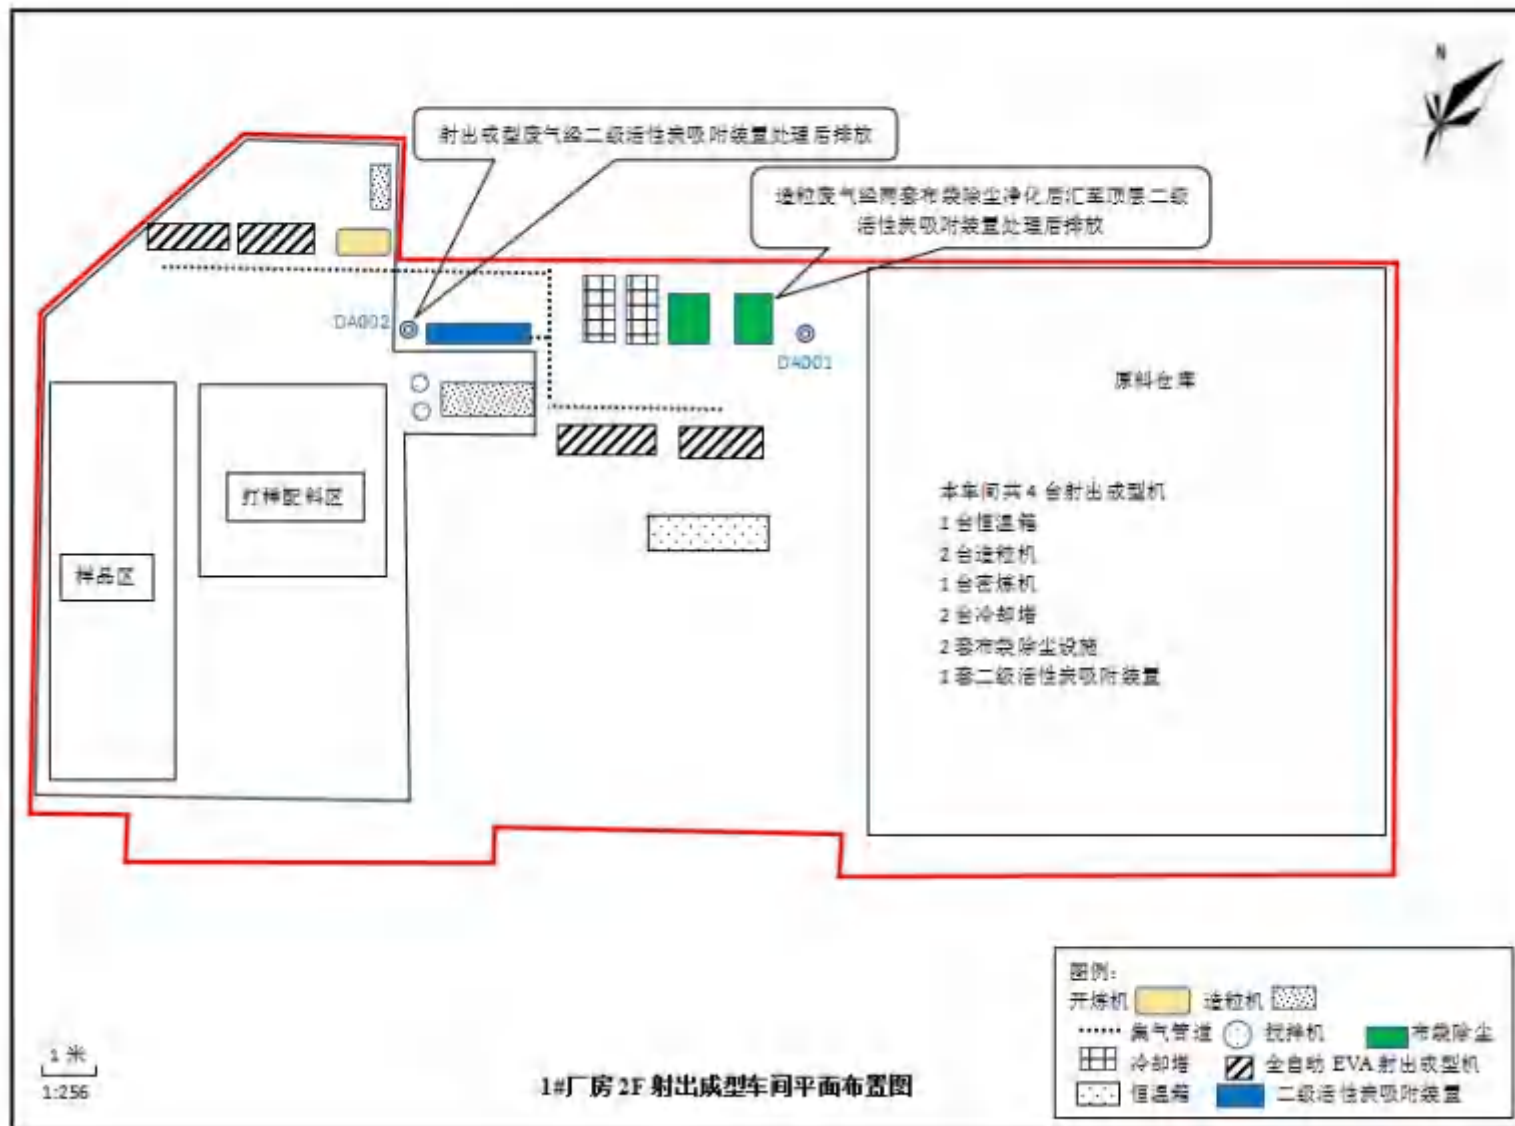 N
射出成型废气经二级活性炭吸附装置处理后排放
造粒废气经两套布袋除尘净化后汇至顶层二级
活性炭吸附装置处理后排放
DA002
DA001
原料仓库
打样配料区
样品区
本车间共 4 台射出成型机
1 台恒温箱
2 台造粒机
1 台密炼机
2 台冷却塔
2 套布袋除尘设施
1 套二级活性炭吸附装置
图例:
开炼机 造粒机
集气管道 搅拌机 布袋除尘
冷却塔 全自动 EVA 射出成型机
恒温箱 二级活性炭吸附装置
1 米
1:256
1#厂房 2F 射出成型车间平面布置图